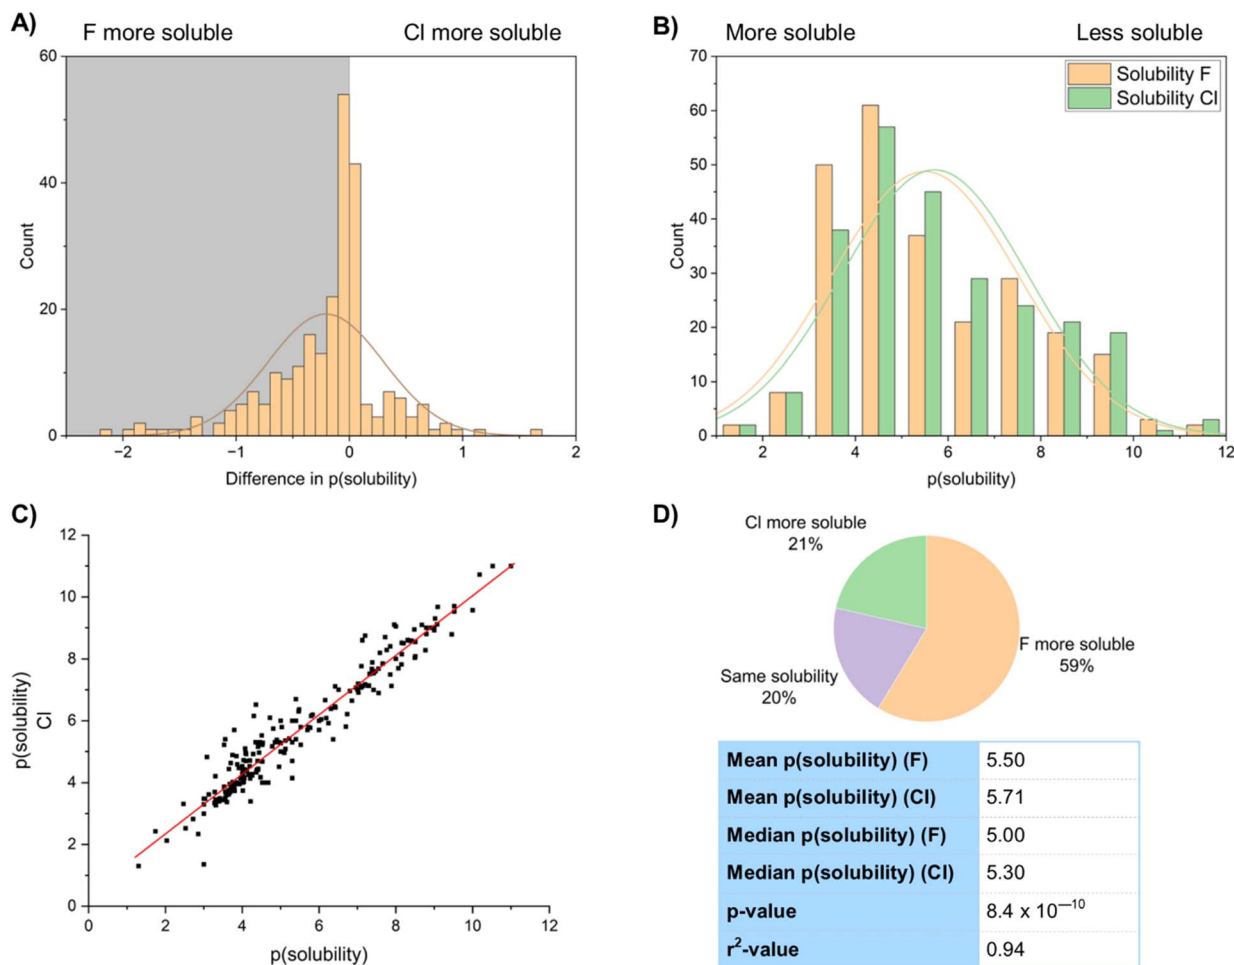 A)
F more soluble
Cl more soluble
60
40
20
0
Count
−2
−1
0
1
2
Difference in p(solubility)
B)
More soluble
Less soluble
Solubility F
Solubility Cl
70
60
50
40
30
20
10
0
Count
2
4
6
8
10
12
p(solubility)
C)
12
10
8
6
4
2
0
p(solubility)
Cl
0
2
4
6
8
10
12
p(solubility)
D)
Cl more soluble
21%
F more soluble
59%
Same solubility
20%
Mean p(solubility) (F) 5.50
Mean p(solubility) (Cl) 5.71
Median p(solubility) (F) 5.00
Median p(solubility) (Cl) 5.30
p-value 8.4 x 10⁻¹⁰
r²-value 0.94